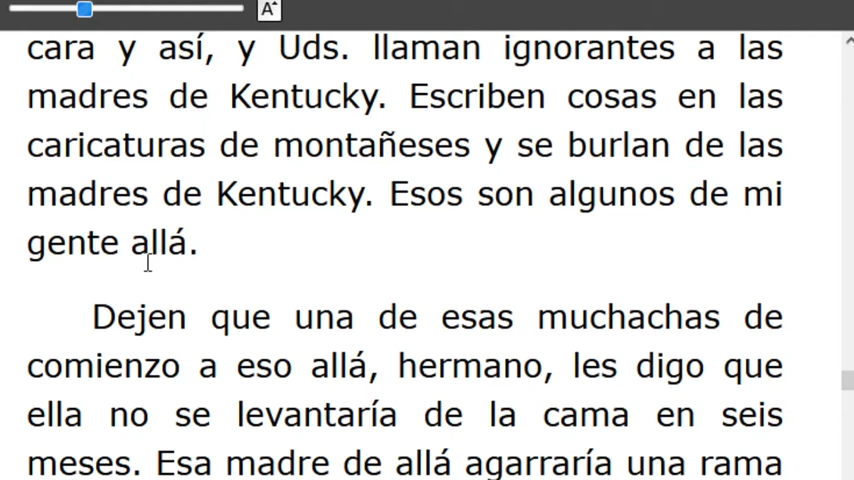 A
cara y así, y Uds. llaman ignorantes a las
madres de Kentucky. Escriben cosas en las
caricaturas de montañeses y se burlan de las
madres de Kentucky. Esos son algunos de mi
gente allá.
Dejen que una de esas muchachas de
comienzo a eso allá, hermano, les digo que
ella no se levantaría de la cama en seis
meses. Esa madre de allá agarraría una rama